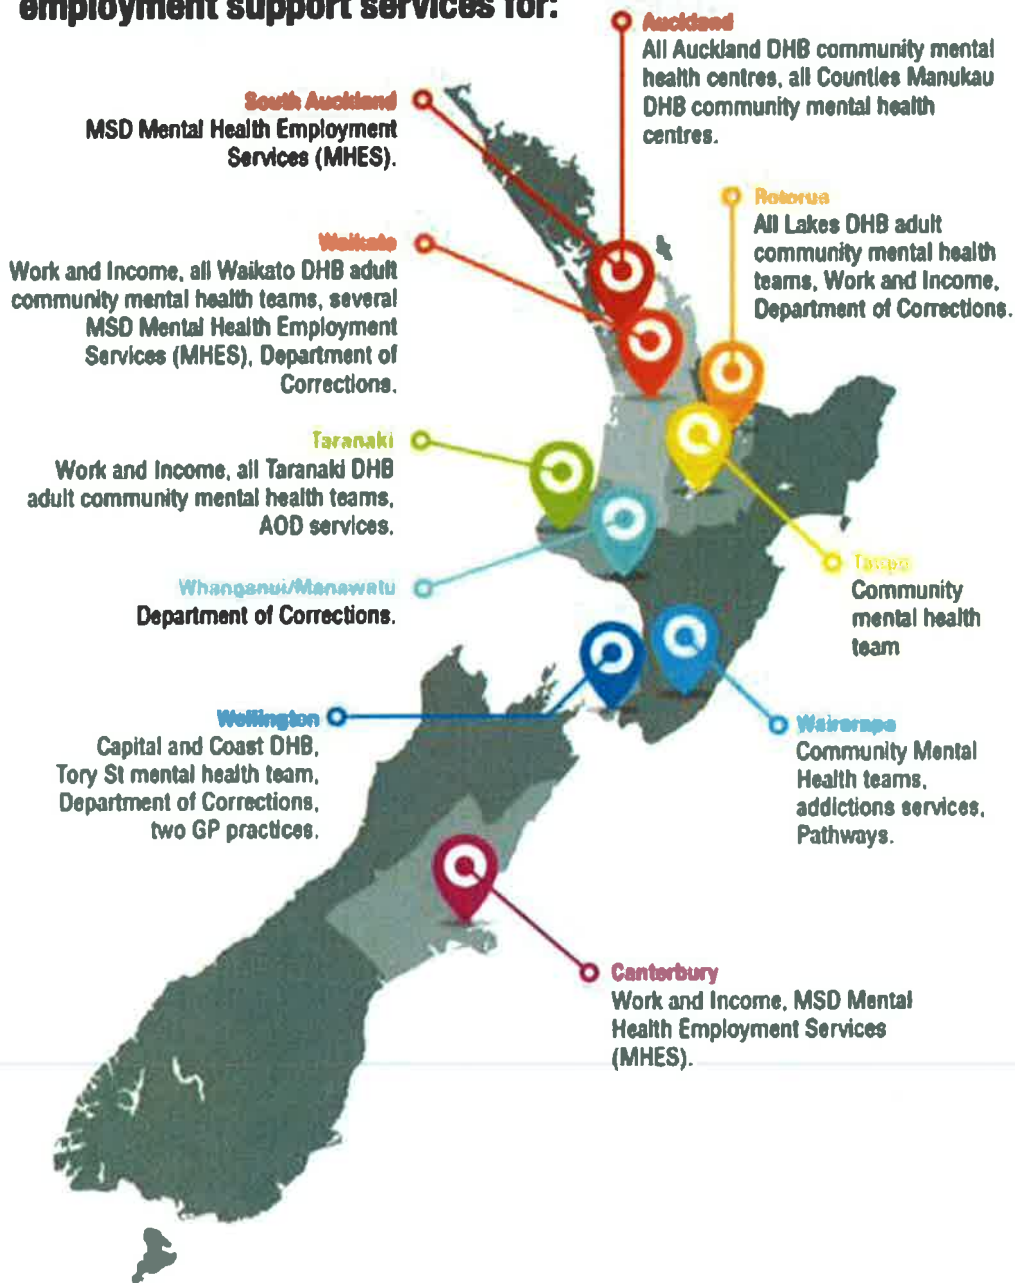 employment support services for:
Auckland
All Auckland DHB community mental
health centres, all Counties Manukau
DHB community mental health
centres.
South Auckland
MSD Mental Health Employment
Services (MHES).
Rotorua
All Lakes DHB adult
community mental health
teams, Work and Income,
Department of Corrections.
Waikato
Work and Income, all Waikato DHB adult
community mental health teams, several
MSD Mental Health Employment
Services (MHES), Department of
Corrections.
Taranaki
Work and Income, all Taranaki DHB
adult community mental health teams,
AOD services.
Taupo
Community
mental health
team
Whanganui/Manawatu
Department of Corrections.
Wellington
Capital and Coast DHB,
Tory St mental health team,
Department of Corrections,
two GP practices.
Wairarapa
Community Mental
Health teams,
addictions services,
Pathways.
Canterbury
Work and Income, MSD Mental
Health Employment Services
(MHES).